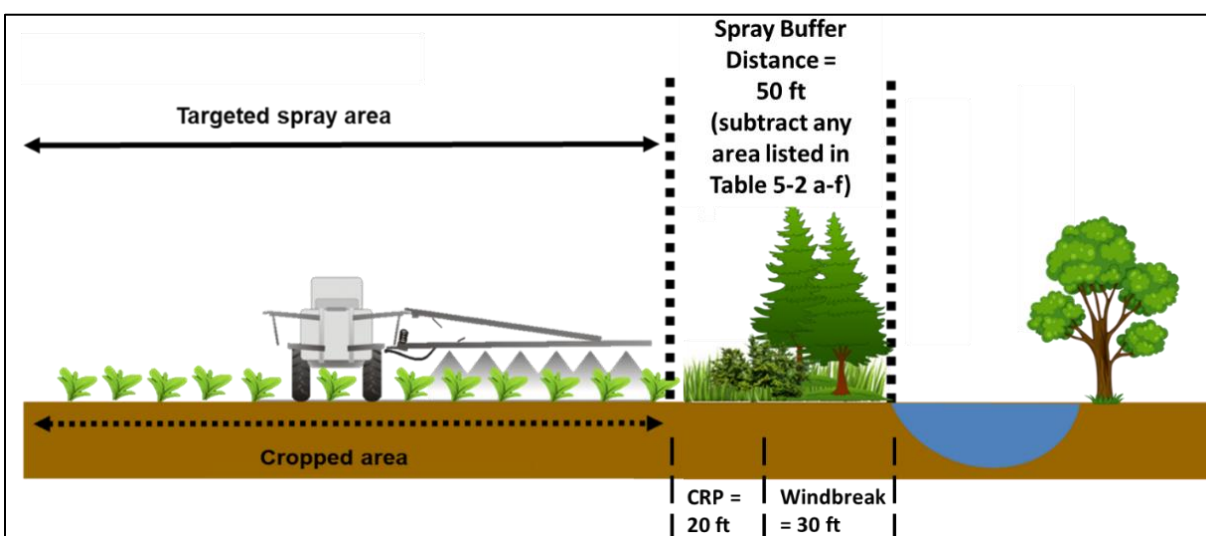 Spray Buffer
Distance =
50 ft
(subtract any
area listed in
Table 5-2 a-f)
Targeted spray area
Cropped area
CRP =
20 ft
Windbreak
= 30 ft